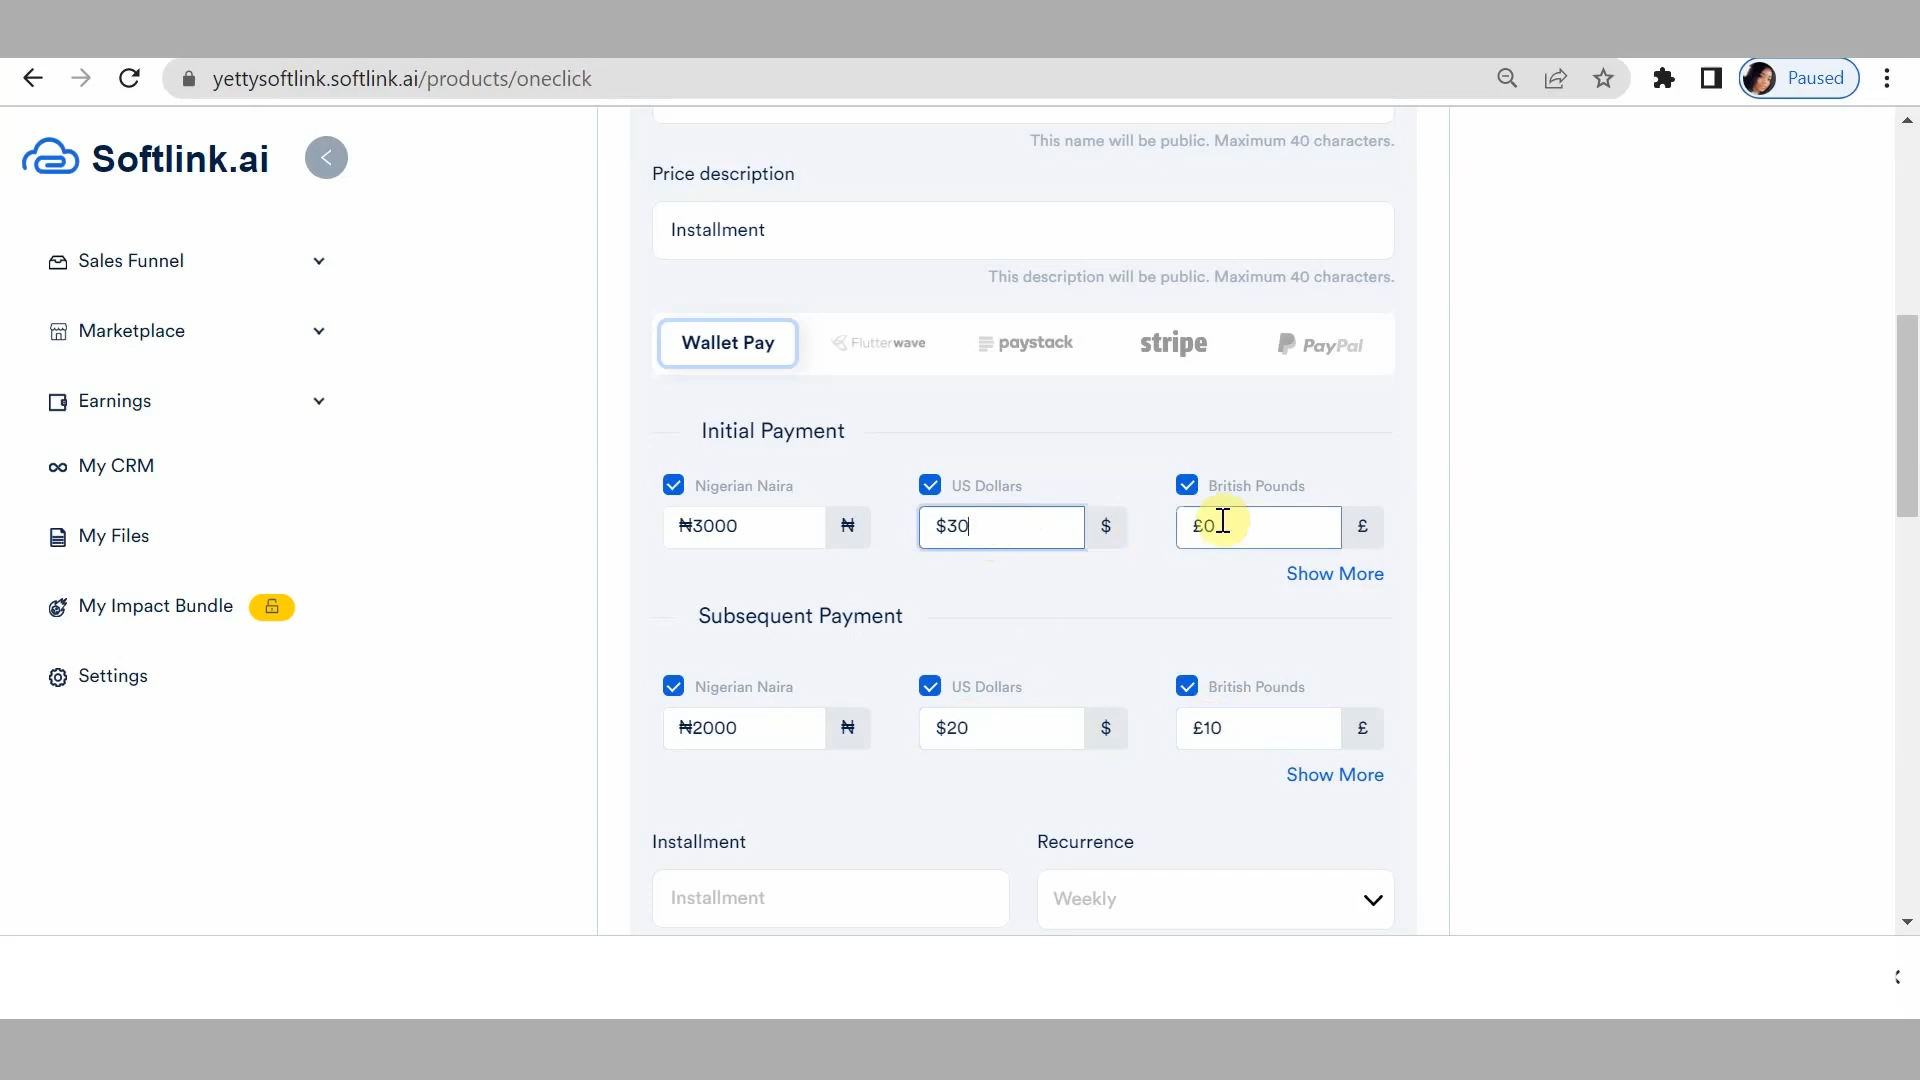 yettysoftlink.softlink.ai/products/oneclick
Paused
Softlink.ai
Sales Funnel
Marketplace
Earnings
My CRM
My Files
My Impact Bundle
Settings
This name will be public. Maximum 40 characters.
Price description
Installment
This description will be public. Maximum 40 characters.
Wallet Pay
Flutterwave
paystack
stripe
PayPal
Initial Payment
Nigerian Naira
US Dollars
British Pounds
₦3000 ₦
$30 $
£0 £
Show More
Subsequent Payment
Nigerian Naira
US Dollars
British Pounds
₦2000 ₦
$20 $
£10 £
Show More
Installment
Recurrence
Installment
Weekly